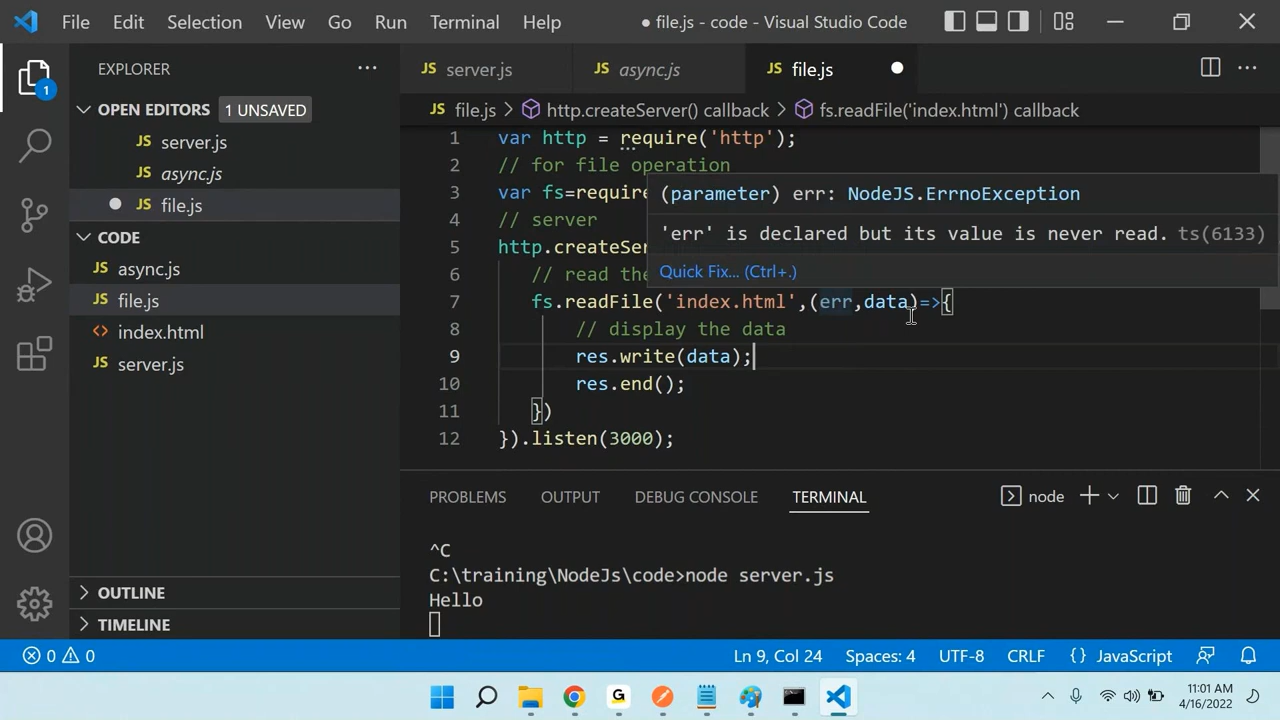 File Edit Selection View Go Run Terminal Help ● file.js - code - Visual Studio Code
EXPLORER ··· JS server.js JS async.js JS file.js ● ···
1
OPEN EDITORS 1 UNSAVED
JS file.js > http.createServer() callback > fs.readFile('index.html') callback
JS server.js
JS async.js
● JS file.js
CODE
JS async.js
JS file.js
<> index.html
JS server.js
OUTLINE
TIMELINE
1 var http = require('http');
2 // for file operation
3 var fs=require
4 // server
5 http.createSer
6 // read the
7 fs.readFile('index.html',(err,data)=>{
8 // display the data
9 res.write(data);
10 res.end();
11 })
12 }).listen(3000);
(parameter) err: NodeJS.ErrnoException
'err' is declared but its value is never read. ts(6133)
Quick Fix... (Ctrl+.)
PROBLEMS OUTPUT DEBUG CONSOLE TERMINAL node
^C
C:\training\NodeJs\code>node server.js
Hello
0 0 Ln 9, Col 24 Spaces: 4 UTF-8 CRLF {} JavaScript
G
11:01 AM
4/16/2022